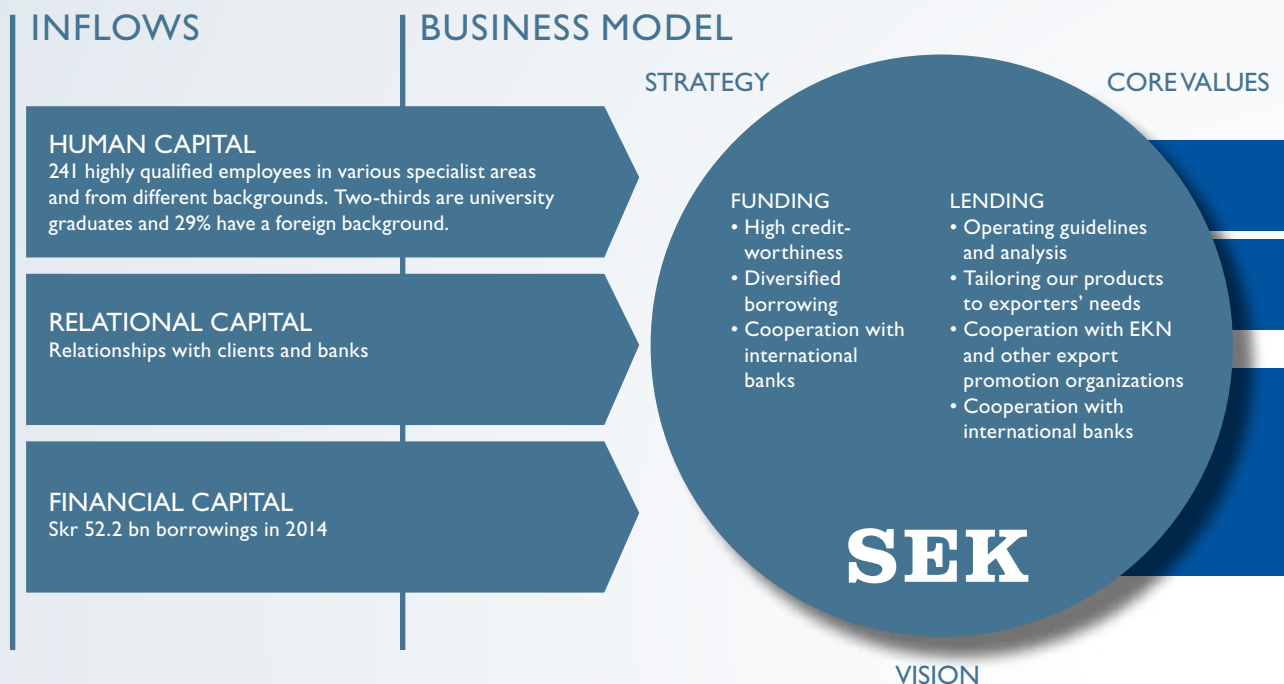 INFLOWS
BUSINESS MODEL
STRATEGY
CORE VALUES
HUMAN CAPITAL
241 highly qualified employees in various specialist areas
and from different backgrounds. Two-thirds are university
graduates and 29% have a foreign background.
RELATIONAL CAPITAL
Relationships with clients and banks
FINANCIAL CAPITAL
Skr 52.2 bn borrowings in 2014
FUNDING
• High credit-
worthiness
• Diversified
borrowing
• Cooperation with
international
banks
LENDING
• Operating guidelines
and analysis
• Tailoring our products
to exporters’ needs
• Cooperation with EKN
and other export
promotion organizations
• Cooperation with
international banks
SEK
VISION